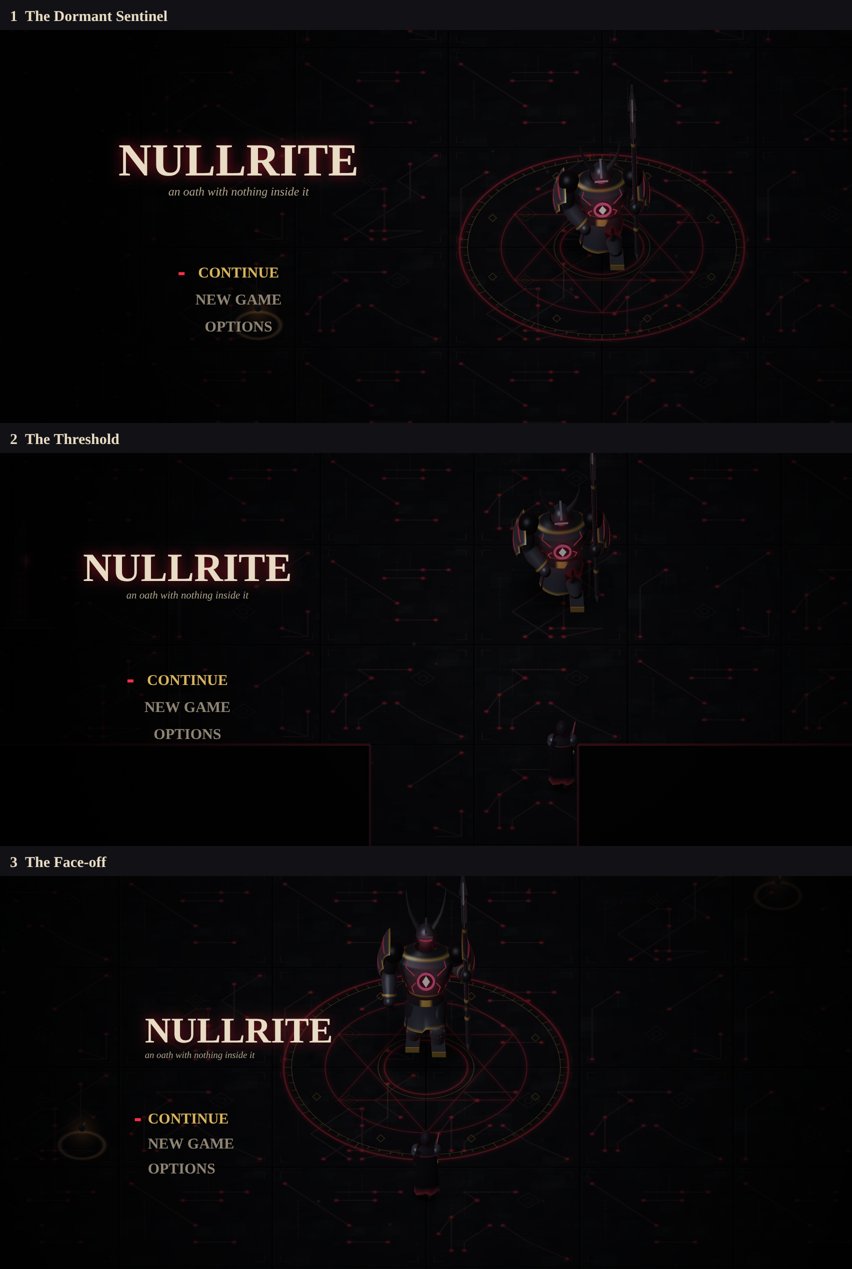 1 The Dormant Sentinel
NULLRITE
an oath with nothing inside it
CONTINUE
NEW GAME
OPTIONS
2 The Threshold
NULLRITE
an oath with nothing inside it
CONTINUE
NEW GAME
OPTIONS
3 The Face-off
NULLRITE
an oath with nothing inside it
CONTINUE
NEW GAME
OPTIONS